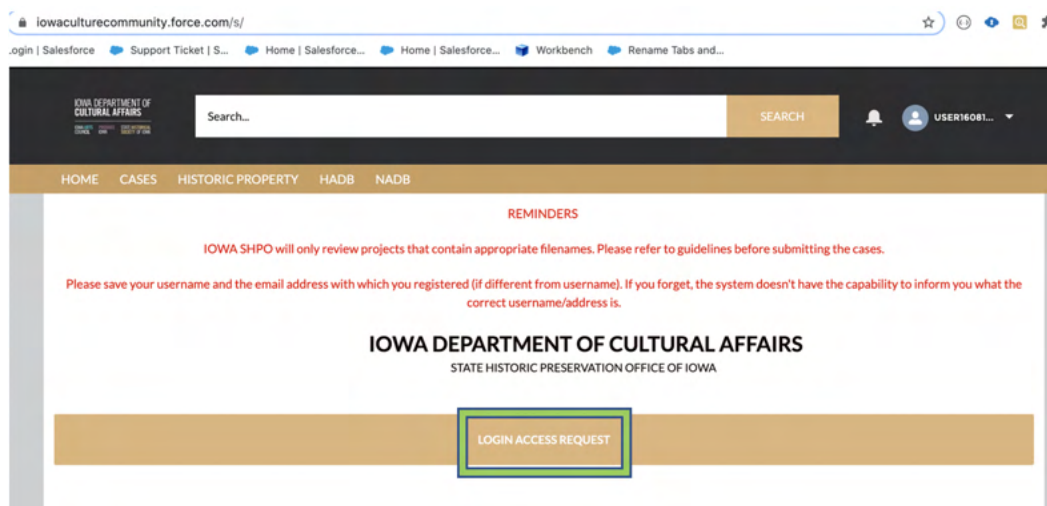 iowaculturecommunity.force.com/s/
.ogin | Salesforce Support Ticket | S... Home | Salesforce... Home | Salesforce... Workbench Rename Tabs and...
IOWA DEPARTMENT OF
CULTURAL AFFAIRS
Search...
SEARCH
USER16081...
HOME CASES HISTORIC PROPERTY HADB NADB
REMINDERS
IOWA SHPO will only review projects that contain appropriate filenames. Please refer to guidelines before submitting the cases.
Please save your username and the email address with which you registered (if different from username). If you forget, the system doesn't have the capability to inform you what the
correct username/address is.
IOWA DEPARTMENT OF CULTURAL AFFAIRS
STATE HISTORIC PRESERVATION OFFICE OF IOWA
LOGIN ACCESS REQUEST